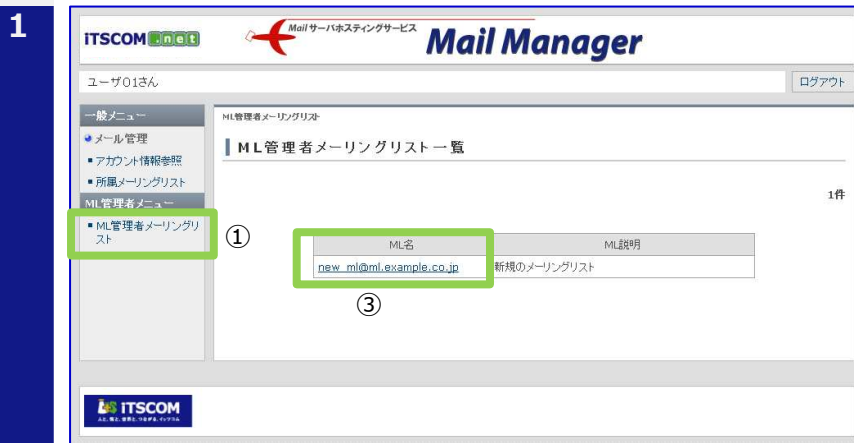 1
iTSCOM.net
Mailサーバホスティングサービス
Mail Manager
ユーザ01さん
ログアウト
一般メニュー
メール管理
アカウント情報参照
所属メーリングリスト
ML管理者メニュー
ML管理者メーリングリ
スト
①
ML管理者メーリングリスト
ML管理者メーリングリスト一覧
1件
ML名
ML説明
new_ml@ml.example.co.jp
新規のメーリングリスト
③
iTSCOM